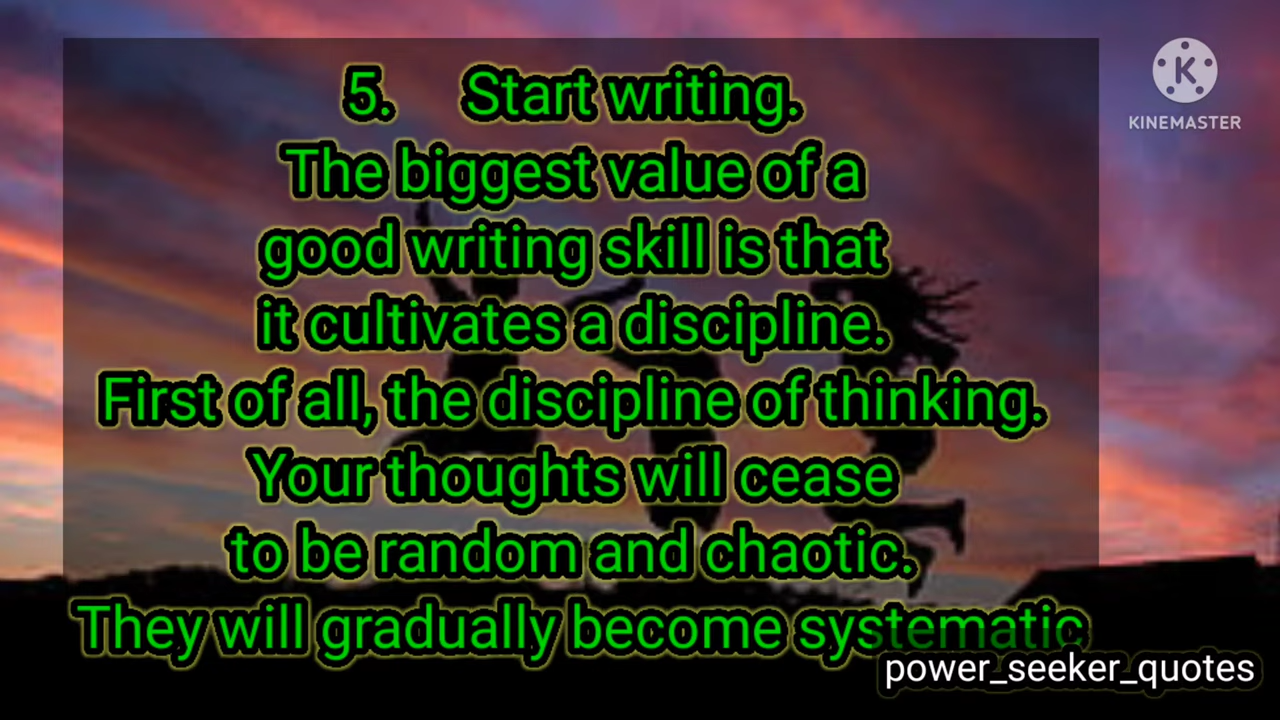 5. Start writing.
The biggest value of a
good writing skill is that
it cultivates a discipline.
First of all, the discipline of thinking.
Your thoughts will cease
to be random and chaotic.
They will gradually become systematic
power_seeker_quotes
K
KINEMASTER